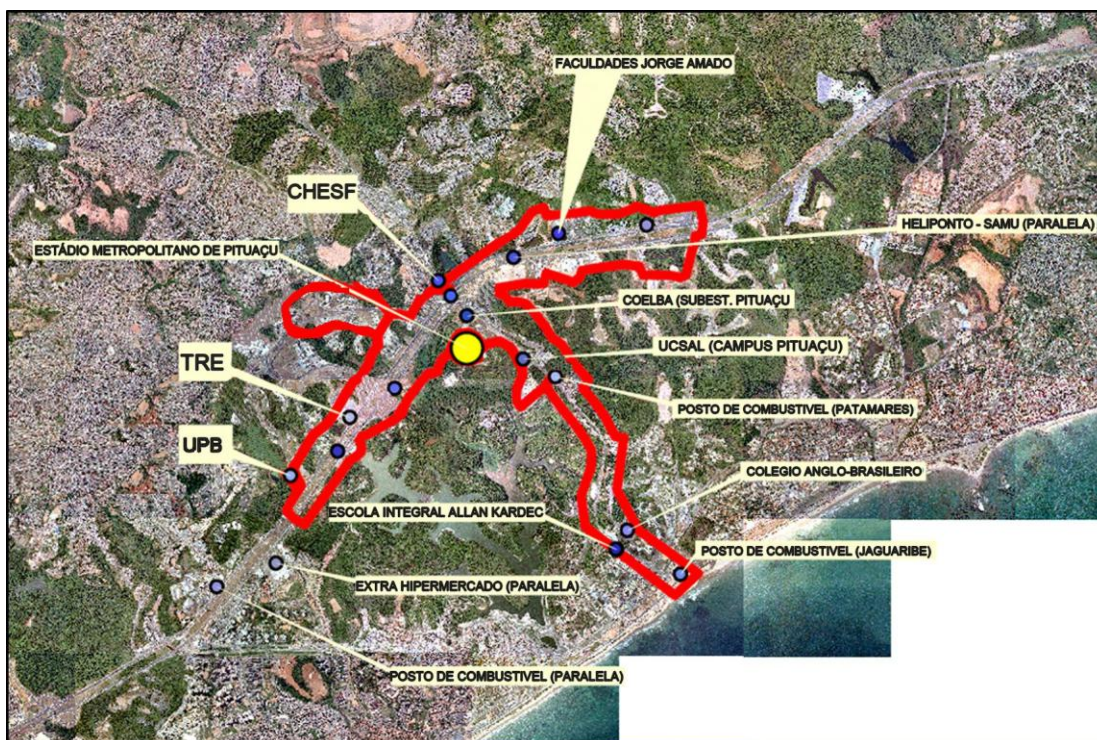 FACULDADES JORGE AMADO
CHESF
HELIPONTO - SAMU (PARALELA)
ESTÁDIO METROPOLITANO DE PITUAÇU
COELBA (SUBEST. PITUAÇU
UCSAL (CAMPUS PITUAÇU)
TRE
POSTO DE COMBUSTIVEL (PATAMARES)
UPB
COLEGIO ANGLO-BRASILEIRO
ESCOLA INTEGRAL ALLAN KARDEC
POSTO DE COMBUSTIVEL (JAGUARIBE)
EXTRA HIPERMERCADO (PARALELA)
POSTO DE COMBUSTIVEL (PARALELA)